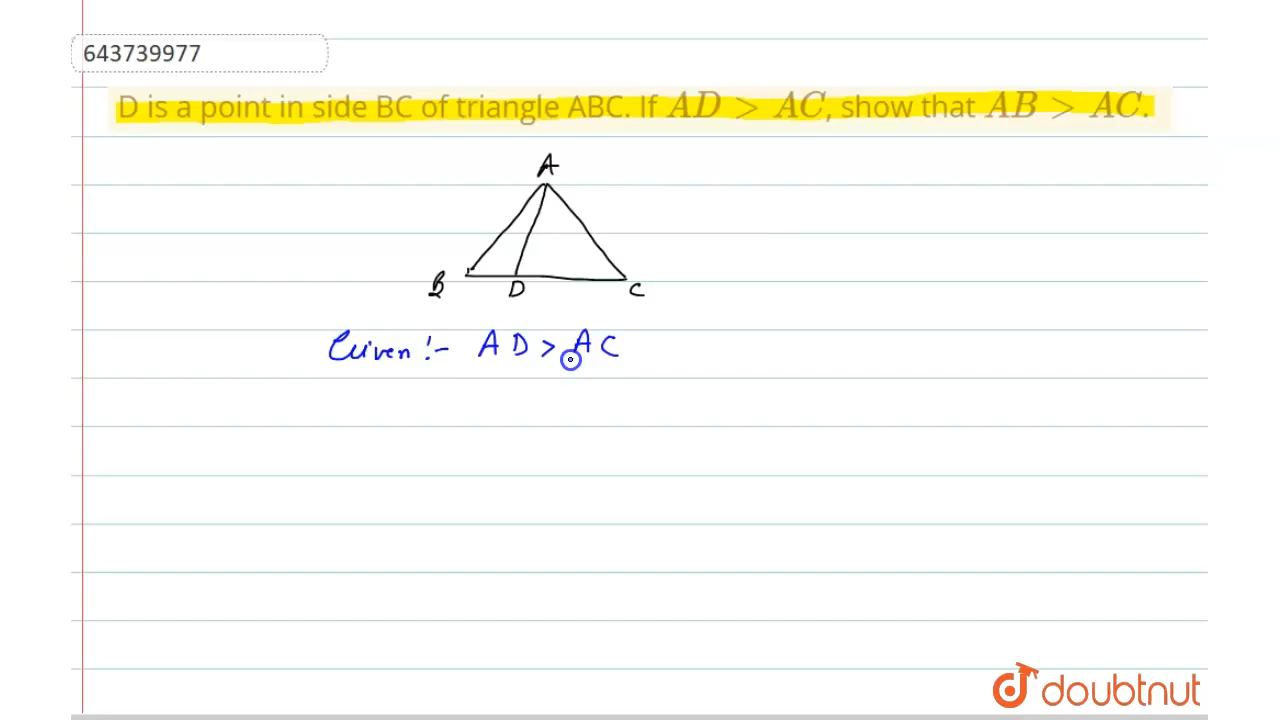 643739977
D is a point in side BC of triangle ABC. If AD > AC, show that AB > AC.
A
B D C
Given :- AD > AC
doubtnut